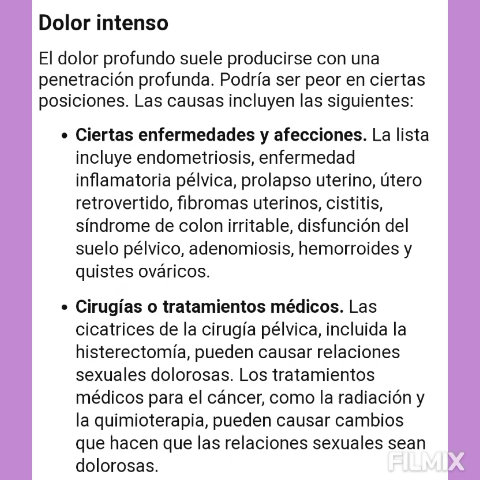 Dolor intenso
El dolor profundo suele producirse con una
penetración profunda. Podría ser peor en ciertas
posiciones. Las causas incluyen las siguientes:
• Ciertas enfermedades y afecciones. La lista
incluye endometriosis, enfermedad
inflamatoria pélvica, prolapso uterino, útero
retrovertido, fibromas uterinos, cistitis,
síndrome de colon irritable, disfunción del
suelo pélvico, adenomiosis, hemorroides y
quistes ováricos.
• Cirugías o tratamientos médicos. Las
cicatrices de la cirugía pélvica, incluida la
histerectomía, pueden causar relaciones
sexuales dolorosas. Los tratamientos
médicos para el cáncer, como la radiación y
la quimioterapia, pueden causar cambios
que hacen que las relaciones sexuales sean
dolorosas.
FILMIX